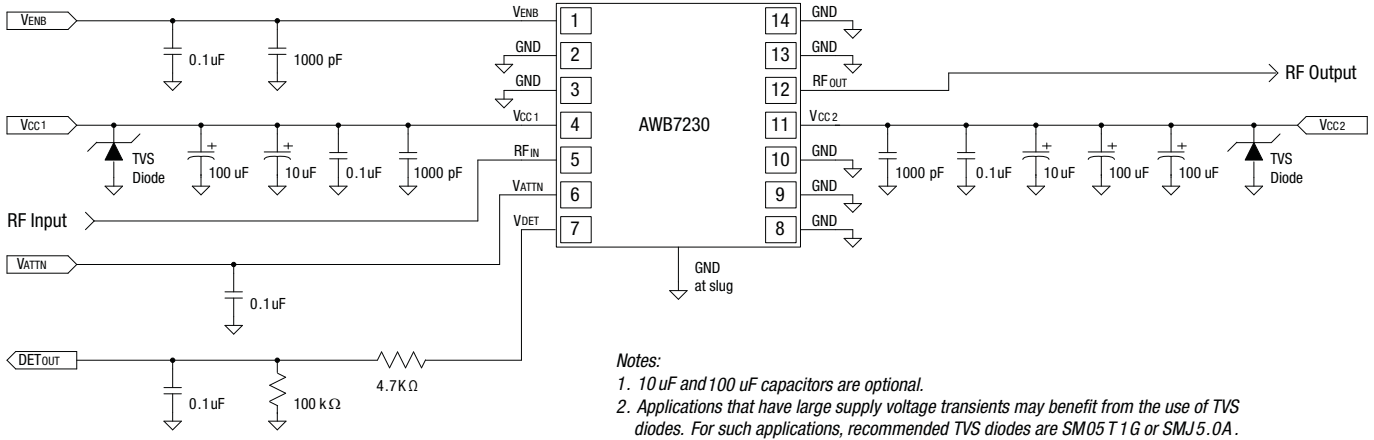 VENB
VENB
1
14
GND
0.1uF
1000 pF
GND
2
13
GND
GND
3
12
RFOUT
RF Output
VCC1
VCC1
4
AWB7230
11
VCC2
VCC2
TVS
Diode
100 uF
10 uF
0.1uF
1000 pF
RFIN
5
10
GND
1000 pF
0.1uF
10 uF
100 uF
100 uF
TVS
Diode
VATTN
6
9
GND
RF Input
VDET
7
8
GND
VATTN
GND
at slug
0.1uF
DETOUT
4.7KΩ
0.1uF
100 kΩ
Notes:
1. 10 uF and 100 uF capacitors are optional.
2. Applications that have large supply voltage transients may benefit from the use of TVS
diodes. For such applications, recommended TVS diodes are SM05T1G or SMJ5.0A.